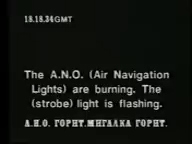 18.18.34GMT
The A.N.O. (Air Navigation
Lights) are burning. The
(strobe) light is flashing.
А.Н.О. ГОРЯТ.МИГАЛКА ГОРИТ.